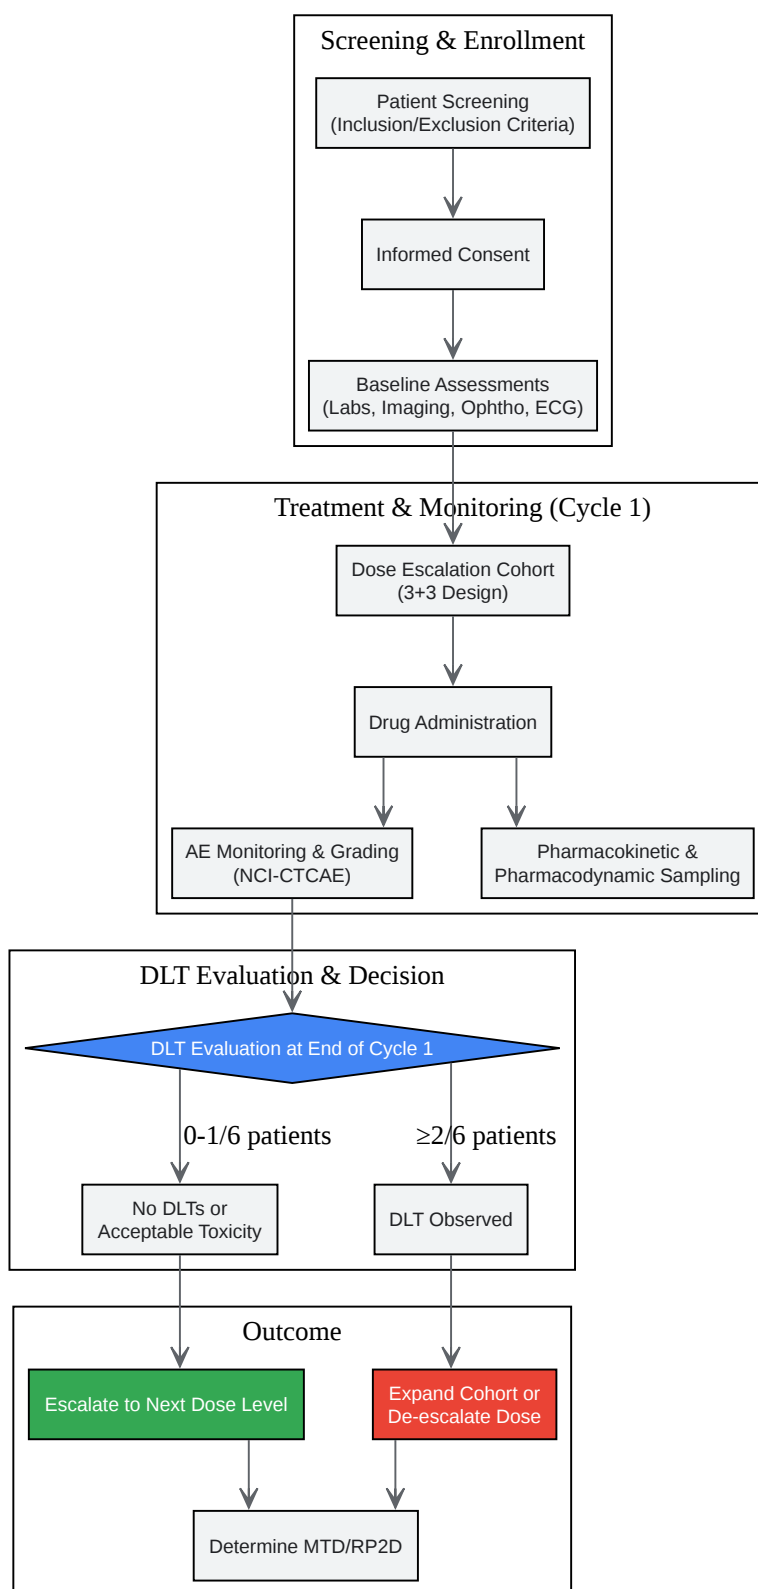 Screening & Enrollment
Patient Screening
(Inclusion/Exclusion Criteria)
Informed Consent
Baseline Assessments
(Labs, Imaging, Ophtho, ECG)
Treatment & Monitoring (Cycle 1)
Dose Escalation Cohort
(3+3 Design)
Drug Administration
AE Monitoring & Grading
(NCI-CTCAE)
Pharmacokinetic &
Pharmacodynamic Sampling
DLT Evaluation & Decision
DLT Evaluation at End of Cycle 1
0-1/6 patients
≥2/6 patients
No DLTs or
Acceptable Toxicity
DLT Observed
Outcome
Escalate to Next Dose Level
Expand Cohort or
De-escalate Dose
Determine MTD/RP2D